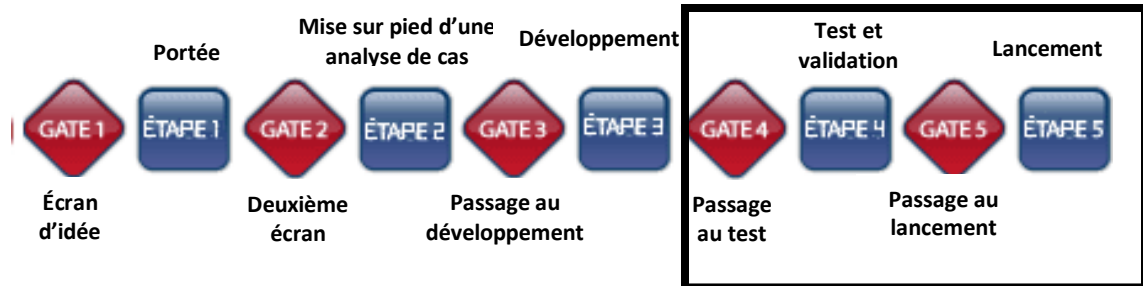 Portée
Mise sur pied d'une
analyse de cas
Développement
Test et
validation
Lancement
GATE 1
ÉTAPE 1
GATE 2
ÉTAPE 2
GATE 3
ÉTAPE 3
GATE 4
ÉTAPE 4
GATE 5
ÉTAPE 5
Écran
d'idée
Deuxième
écran
Passage au
développement
Passage
au test
Passage au
lancement